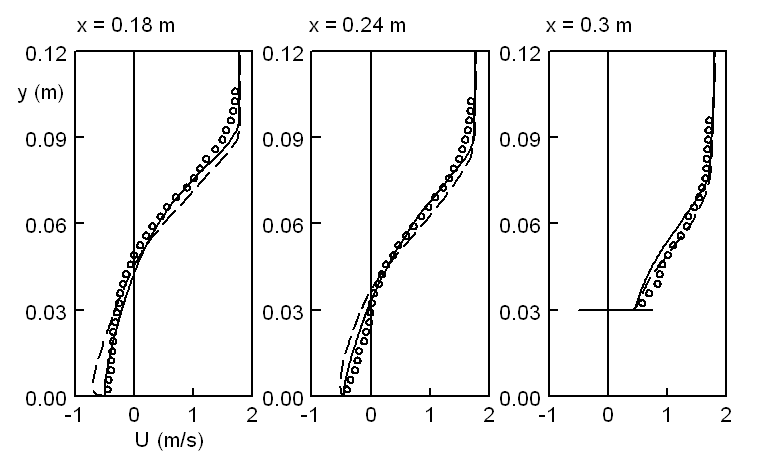 x = 0.18 m
x = 0.24 m
x = 0.3 m
0.12 0.12 0.12
y (m)
0.09 0.09 0.09
0.06 0.06 0.06
0.03 0.03 0.03
0.00 0.00 0.00
-1 0 1 2 -1 0 1 2 -1 0 1 2
U (m/s)